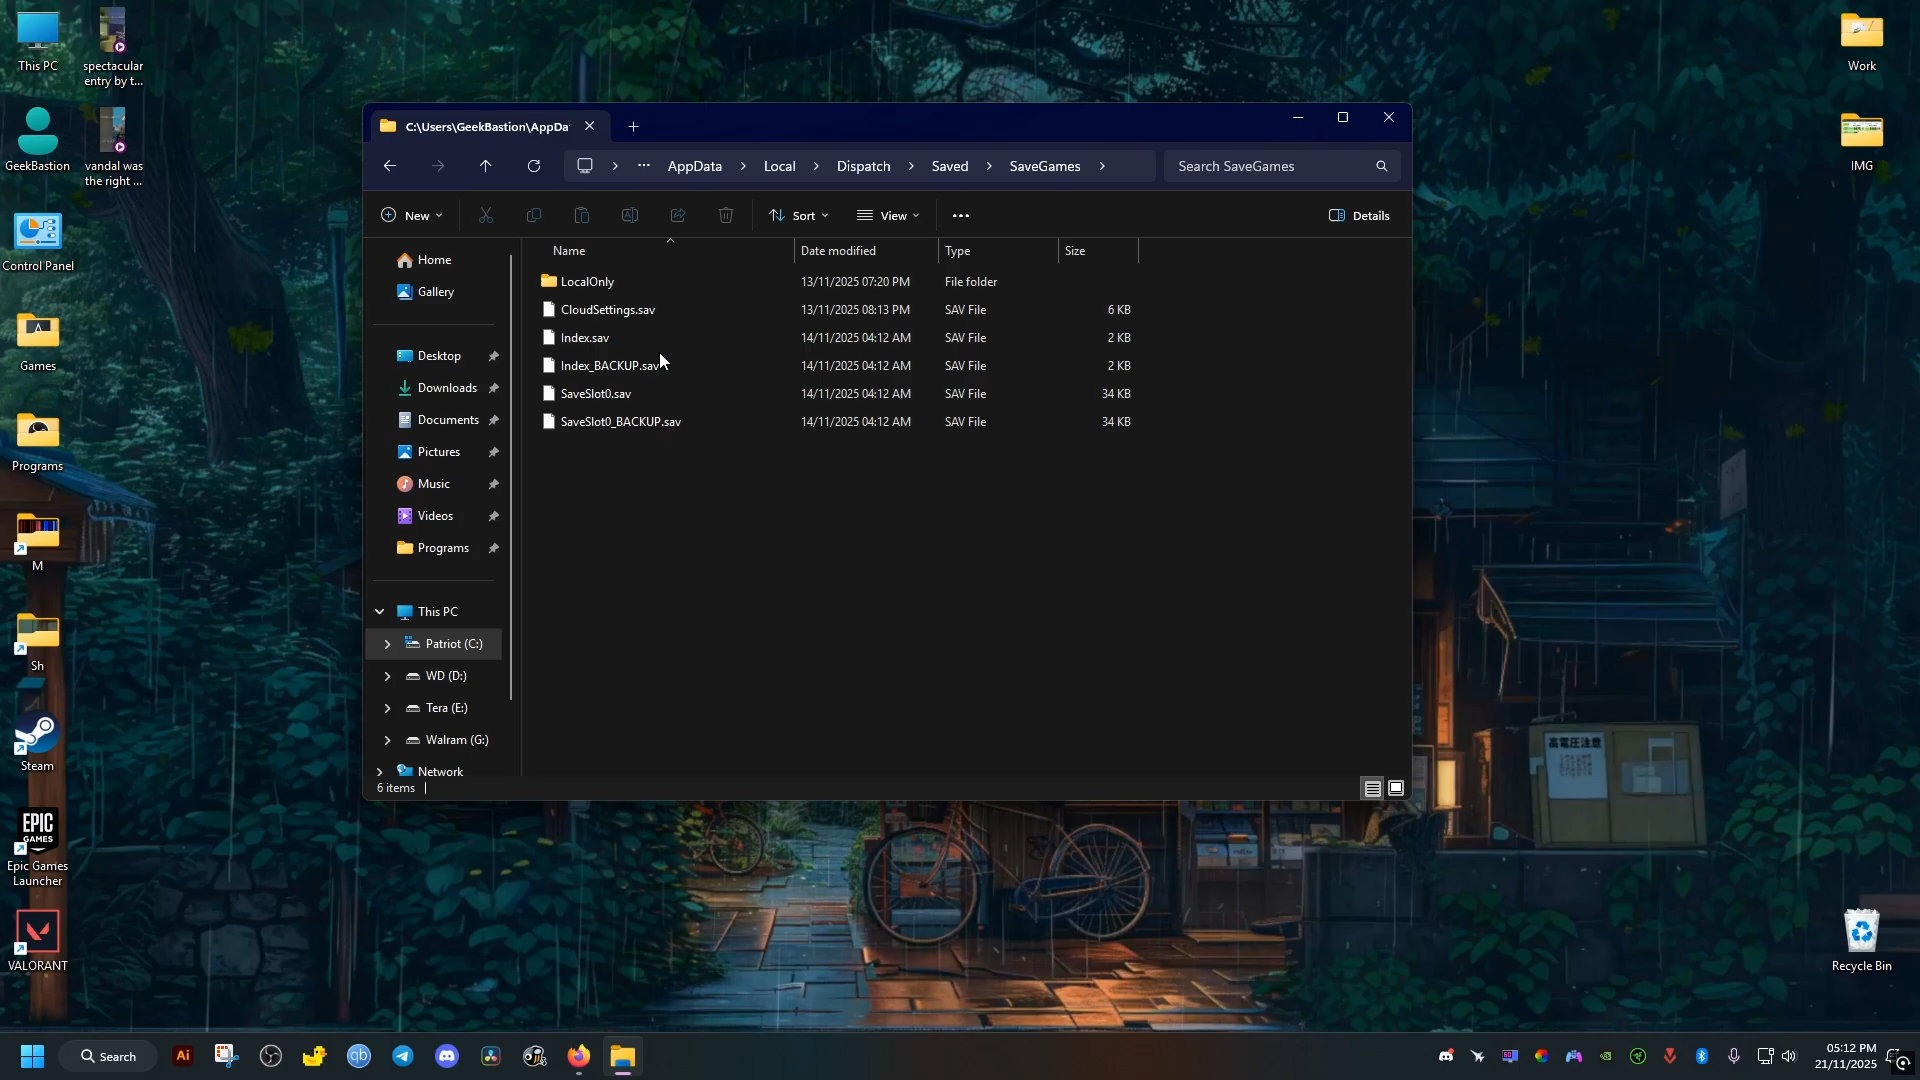 This PC
spectacular
entry by t...
GeekBastion
vandal was
the right ...
Control Panel
Games
Programs
M
Sh
Steam
EPIC
GAMES
Epic Games
Launcher
VALORANT
Work
IMG
Recycle Bin
C:\Users\GeekBastion\AppDa
AppData
Local
Dispatch
Saved
SaveGames
Search SaveGames
New
Sort
View
Details
Home
Gallery
Desktop
Downloads
Documents
Pictures
Music
Videos
Programs
This PC
Patriot (C:)
WD (D:)
Tera (E:)
Walram (G:)
Network
Name Date modified Type Size
LocalOnly 13/11/2025 07:20 PM File folder
CloudSettings.sav 13/11/2025 08:13 PM SAV File 6 KB
Index.sav 14/11/2025 04:12 AM SAV File 2 KB
Index_BACKUP.sav 14/11/2025 04:12 AM SAV File 2 KB
SaveSlot0.sav 14/11/2025 04:12 AM SAV File 34 KB
SaveSlot0_BACKUP.sav 14/11/2025 04:12 AM SAV File 34 KB
6 items
高電圧注意
Search
Ai
qb
05:12 PM
21/11/2025